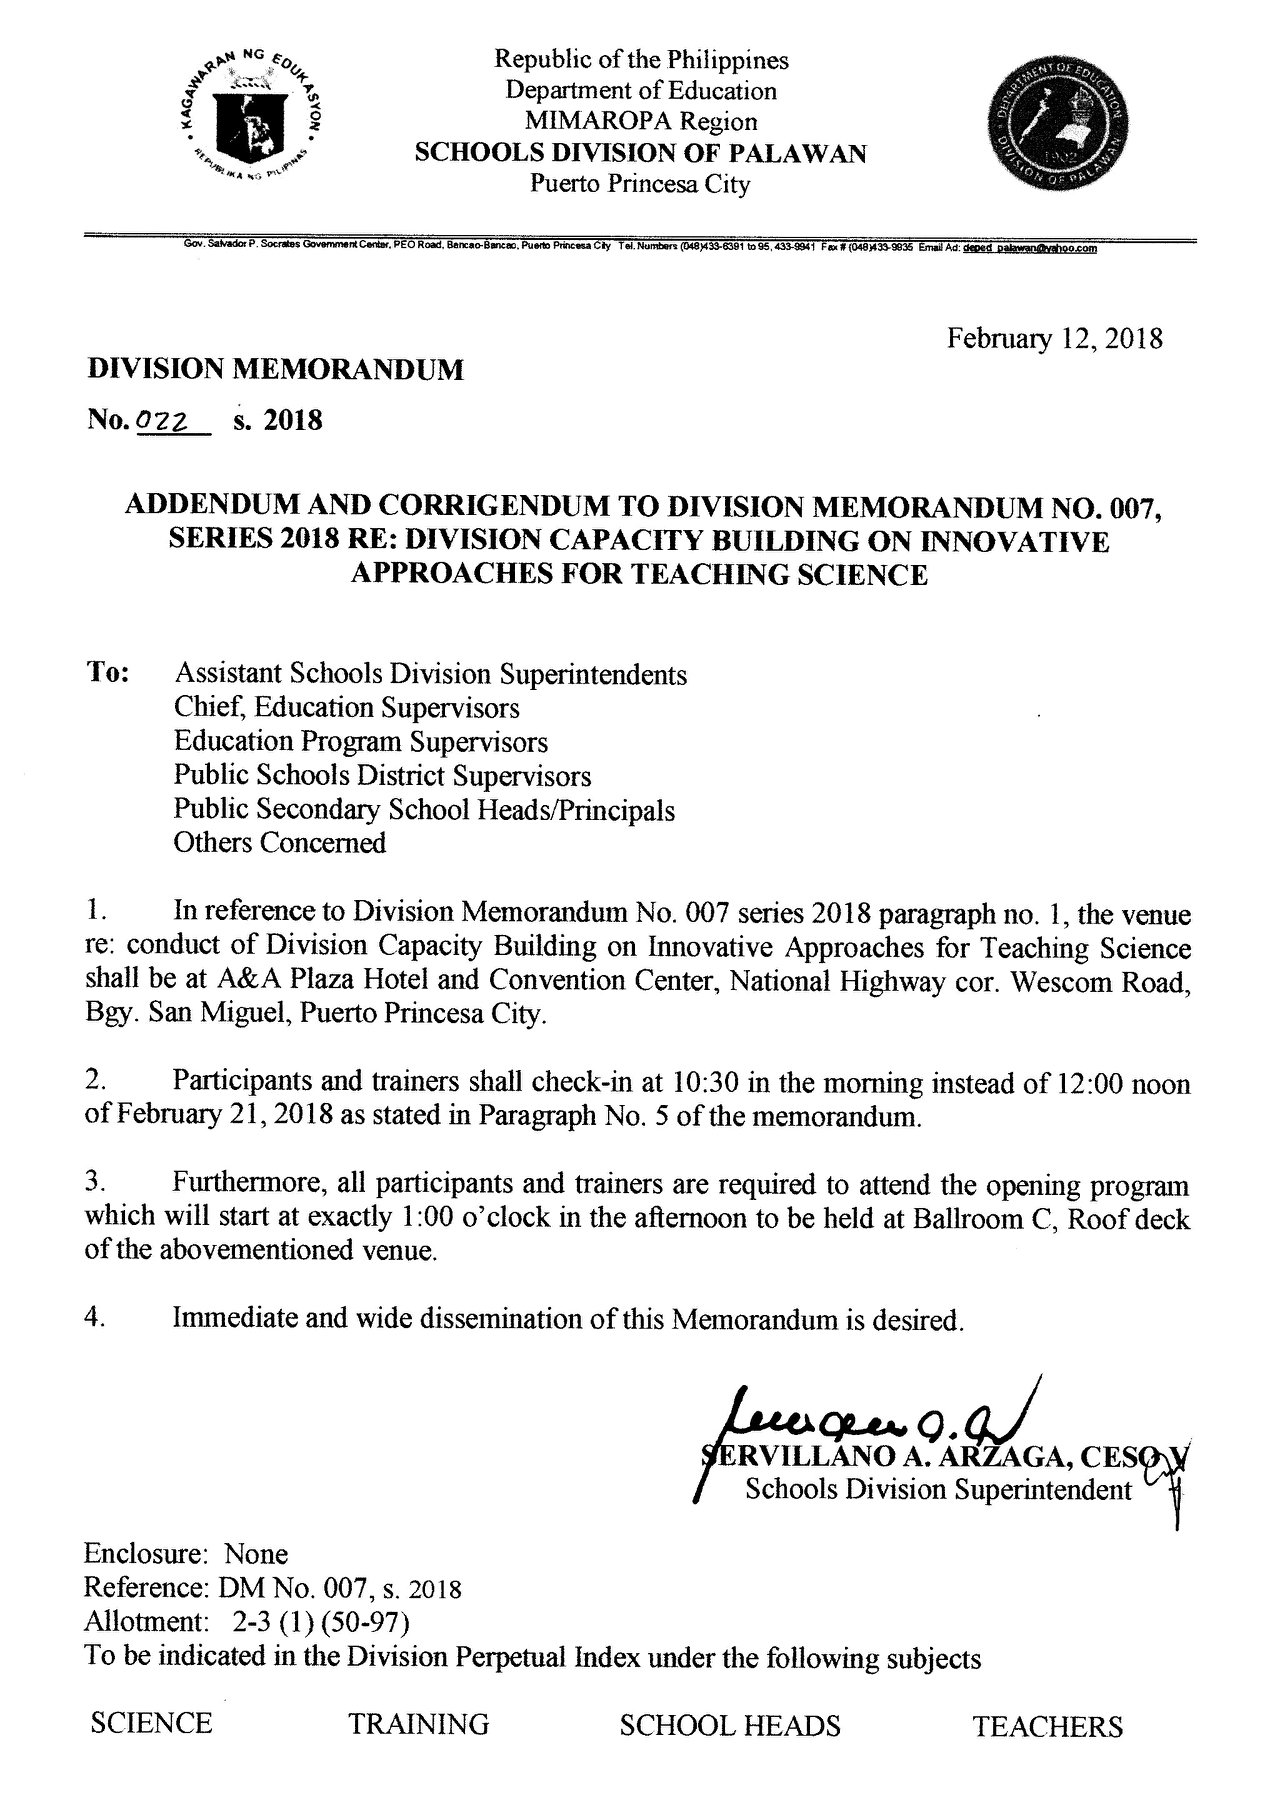 KAGAWARAN NG EDUKASYON
REPUBLIKA NG PILIPINAS
Republic of the Philippines
Department of Education
MIMAROPA Region
SCHOOLS DIVISION OF PALAWAN
Puerto Princesa City
DEPARTMENT OF EDUCATION
1902
DIVISION OF PALAWAN
Gov. Salvador P. Socrates Government Center, PEO Road, Bancao-Bancao, Puerto Princesa City Tel. Numbers (048)433-6391 to 95, 433-9941 Fax # (048)433-9935 Email Ad: deped_palawan@yahoo.com
February 12, 2018
DIVISION MEMORANDUM
No. 022 s. 2018
ADDENDUM AND CORRIGENDUM TO DIVISION MEMORANDUM NO. 007,
SERIES 2018 RE: DIVISION CAPACITY BUILDING ON INNOVATIVE
APPROACHES FOR TEACHING SCIENCE
To: Assistant Schools Division Superintendents
Chief, Education Supervisors
Education Program Supervisors
Public Schools District Supervisors
Public Secondary School Heads/Principals
Others Concerned
1. In reference to Division Memorandum No. 007 series 2018 paragraph no. 1, the venue
re: conduct of Division Capacity Building on Innovative Approaches for Teaching Science
shall be at A&A Plaza Hotel and Convention Center, National Highway cor. Wescom Road,
Bgy. San Miguel, Puerto Princesa City.
2. Participants and trainers shall check-in at 10:30 in the morning instead of 12:00 noon
of February 21, 2018 as stated in Paragraph No. 5 of the memorandum.
3. Furthermore, all participants and trainers are required to attend the opening program
which will start at exactly 1:00 o’clock in the afternoon to be held at Ballroom C, Roof deck
of the abovementioned venue.
4. Immediate and wide dissemination of this Memorandum is desired.
SERVILLANO A. ARZAGA, CESO V
Schools Division Superintendent
Enclosure: None
Reference: DM No. 007, s. 2018
Allotment: 2-3 (1) (50-97)
To be indicated in the Division Perpetual Index under the following subjects
SCIENCE TRAINING SCHOOL HEADS TEACHERS